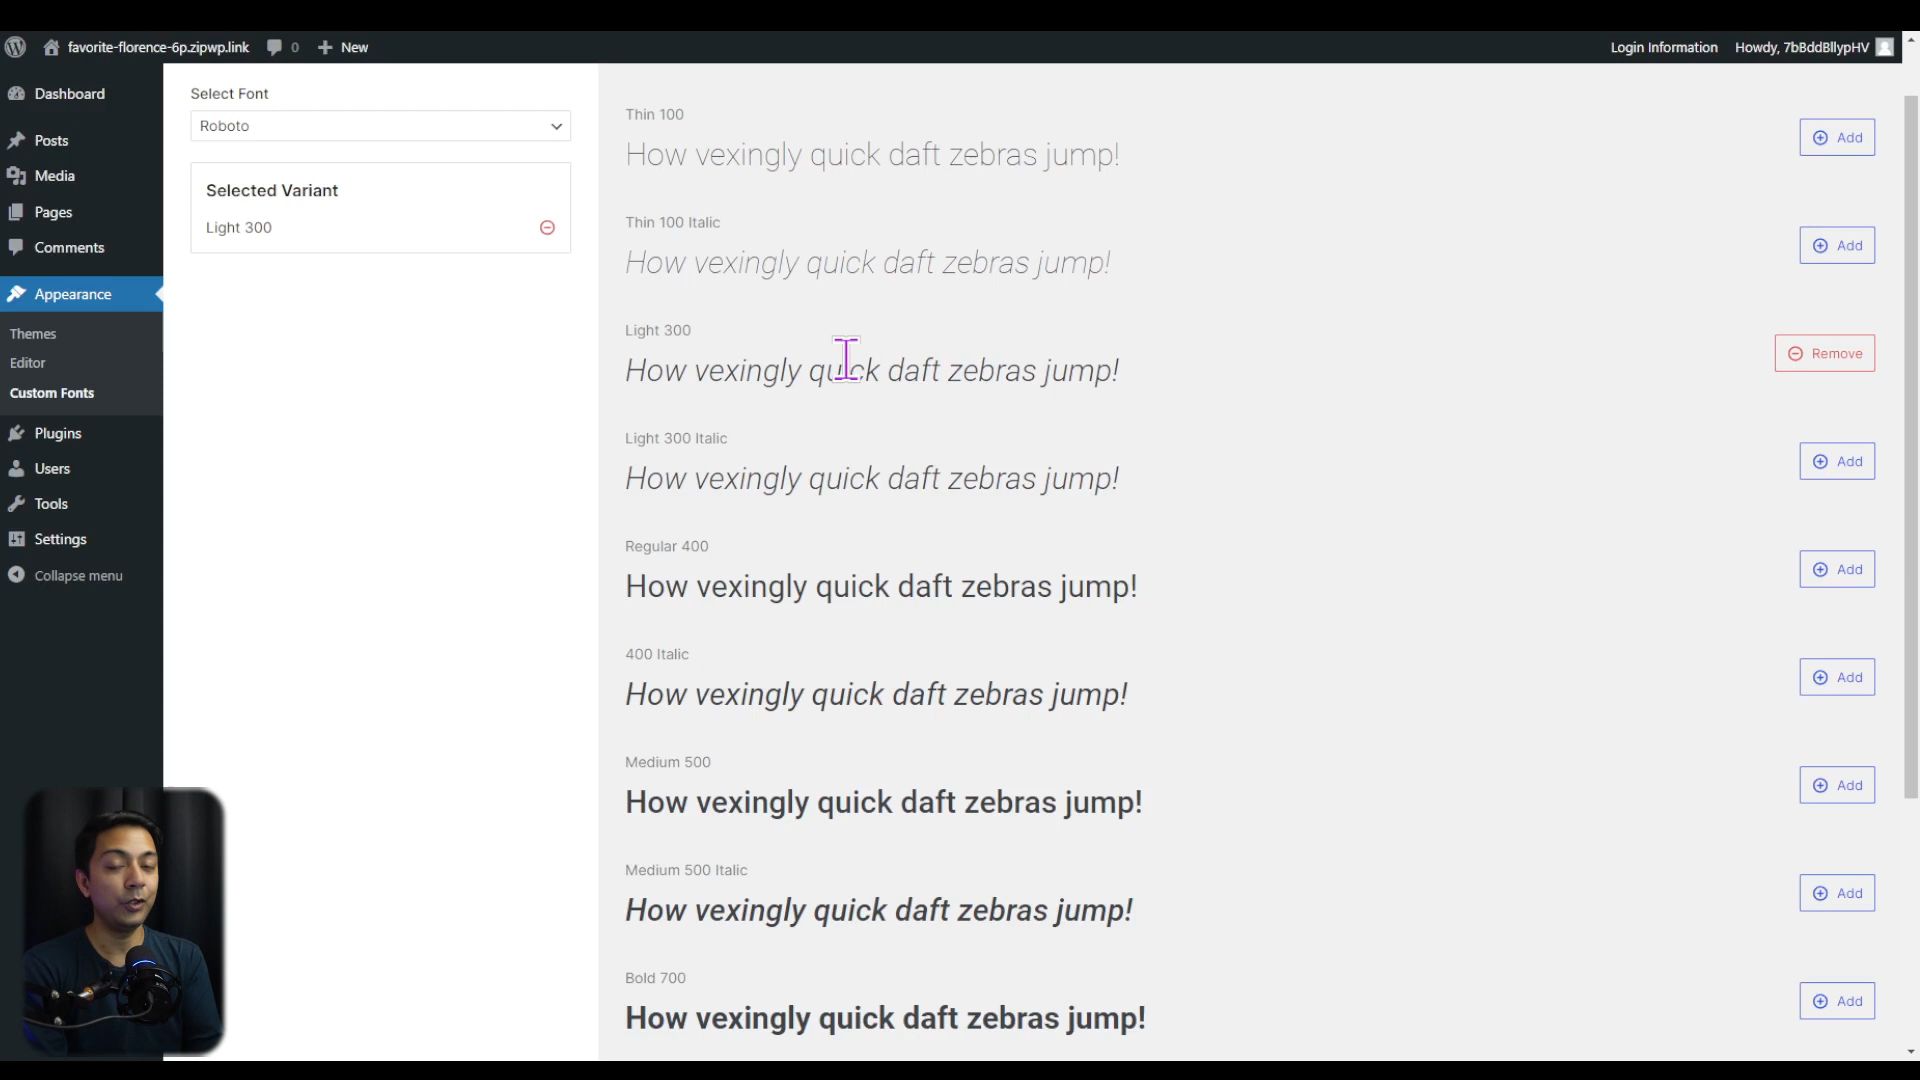 favorite-florence-6p.zipwp.link
0
New
Login Information
Howdy, 7bBddBllypHV
Dashboard
Posts
Media
Pages
Comments
Appearance
Themes
Editor
Custom Fonts
Plugins
Users
Tools
Settings
Collapse menu
Select Font
Roboto
Selected Variant
Light 300
Thin 100
How vexingly quick daft zebras jump!
Add
Thin 100 Italic
How vexingly quick daft zebras jump!
Add
Light 300
How vexingly quick daft zebras jump!
Remove
Light 300 Italic
How vexingly quick daft zebras jump!
Add
Regular 400
How vexingly quick daft zebras jump!
Add
400 Italic
How vexingly quick daft zebras jump!
Add
Medium 500
How vexingly quick daft zebras jump!
Add
Medium 500 Italic
How vexingly quick daft zebras jump!
Add
Bold 700
How vexingly quick daft zebras jump!
Add